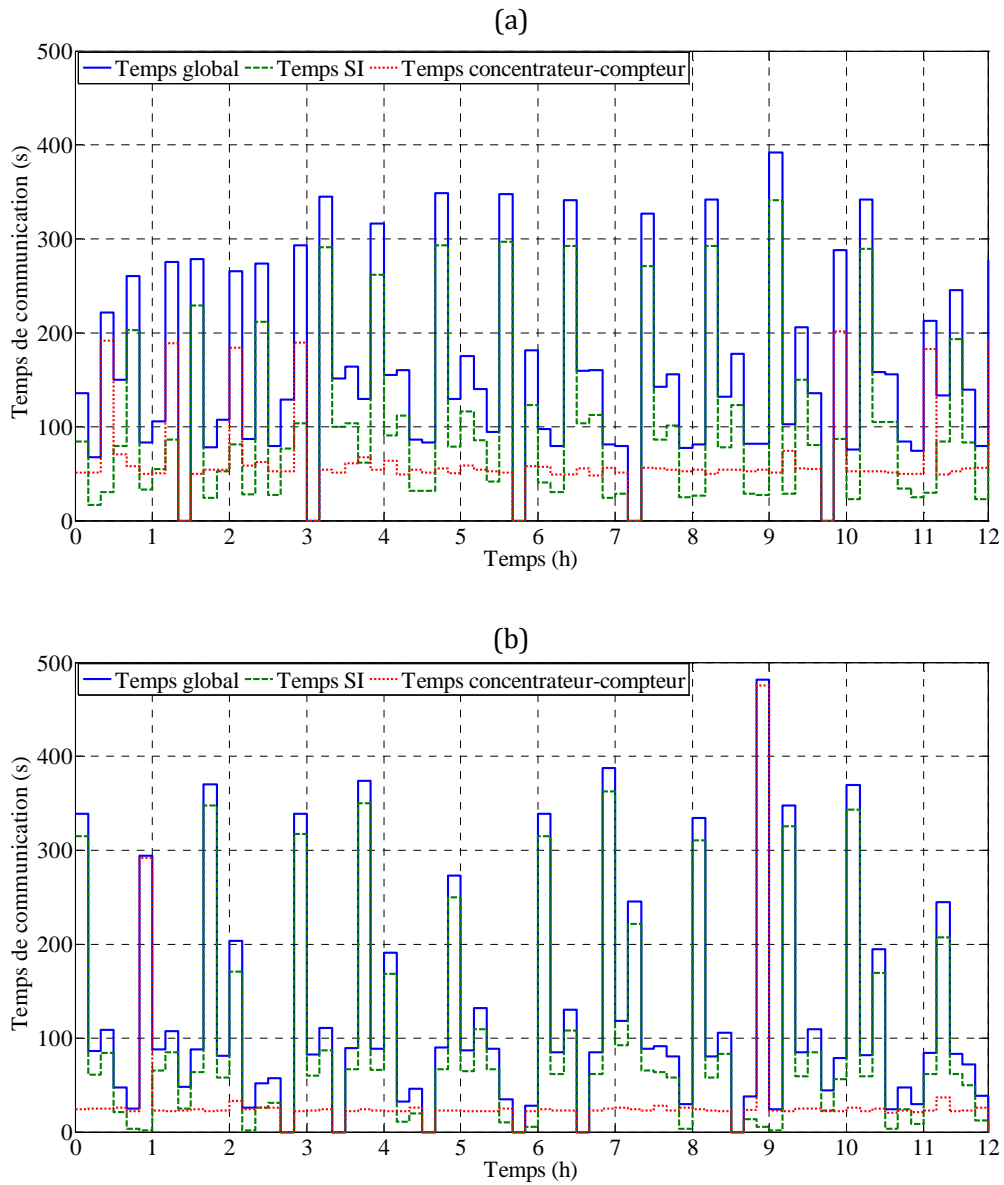 (a)
500
Temps global Temps SI Temps concentrateur-compteur
400
300
200
100
0
Temps de communication (s)
0 1 2 3 4 5 6 7 8 9 10 11 12
Temps (h)
(b)
500
Temps global Temps SI Temps concentrateur-compteur
400
300
200
100
0
Temps de communication (s)
0 1 2 3 4 5 6 7 8 9 10 11 12
Temps (h)